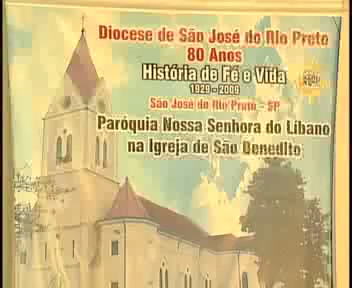 Diocese de São José do Rio Preto
80 Anos
História de Fé e Vida
1929 - 2009
São José do Rio Preto - SP
Paróquia Nossa Senhora do Líbano
na Igreja de São Benedito